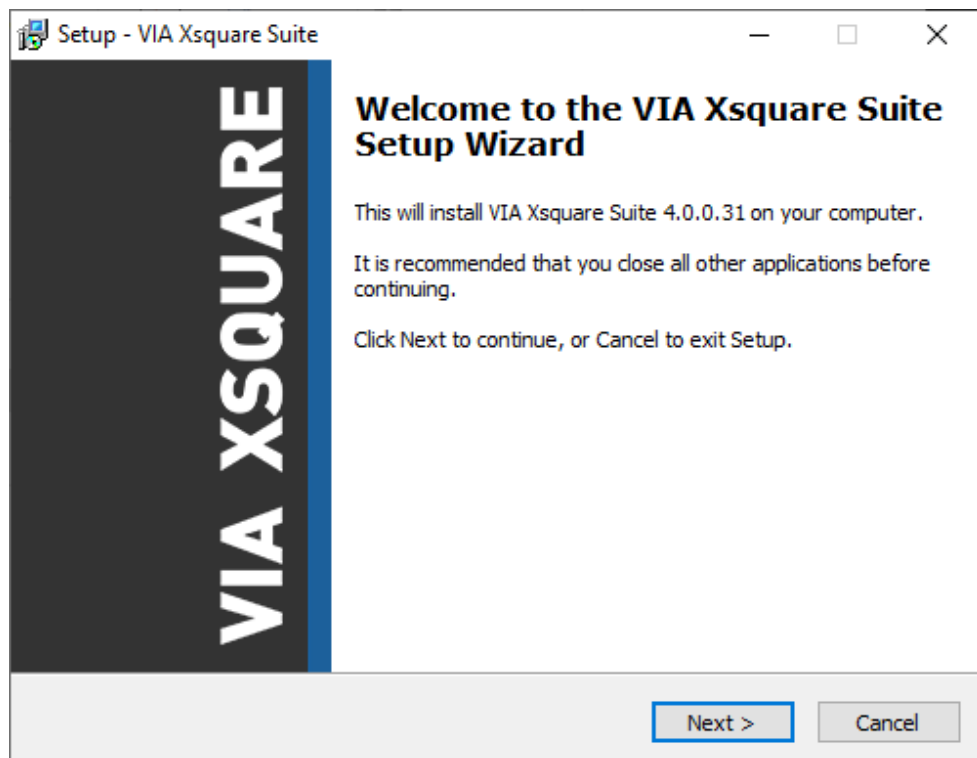 Setup - VIA Xsquare Suite
VIA XSQUARE
Welcome to the VIA Xsquare Suite
Setup Wizard
This will install VIA Xsquare Suite 4.0.0.31 on your computer.
It is recommended that you close all other applications before
continuing.
Click Next to continue, or Cancel to exit Setup.
Next >
Cancel